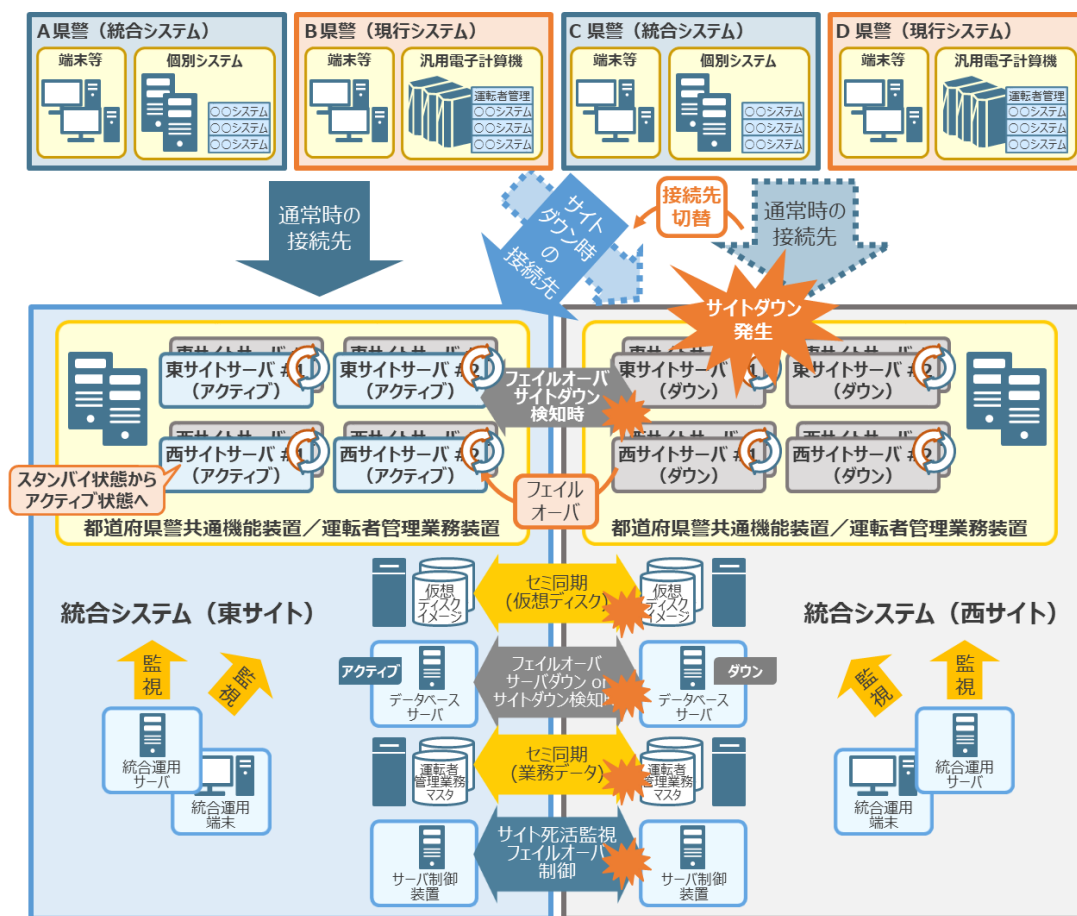 A県警（統合システム）
端末等
個別システム
〇〇システム
〇〇システム
〇〇システム
B県警（現行システム）
端末等
汎用電子計算機
運転者管理
〇〇システム
〇〇システム
〇〇システム
C県警（統合システム）
端末等
個別システム
〇〇システム
〇〇システム
〇〇システム
D県警（現行システム）
端末等
汎用電子計算機
運転者管理
〇〇システム
〇〇システム
〇〇システム
通常時の
接続先
サイト
ダウン時
の
接続先
接続先
切替
通常時の
接続先
サイトダウン
発生
東サイトサーバ #1
（アクティブ）
東サイトサーバ #2
（アクティブ）
西サイトサーバ #1
（アクティブ）
西サイトサーバ #2
（アクティブ）
スタンバイ状態から
アクティブ状態へ
都道府県警共通機能装置／運転者管理業務装置
フェイルオーバ
サイトダウン
検知時
フェイル
オーバ
東サイトサーバ #1
（ダウン）
東サイトサーバ #2
（ダウン）
西サイトサーバ #1
（ダウン）
西サイトサーバ #2
（ダウン）
都道府県警共通機能装置／運転者管理業務装置
仮想
ディスク
イメージ
セミ同期
(仮想ディスク)
仮想
ディスク
イメージ
統合システム（東サイト）
統合システム（西サイト）
アクティブ
データベース
サーバ
フェイルオーバ
サーバダウン or
サイトダウン検知時
データベース
サーバ
ダウン
監視
監視
監視
監視
統合運用
サーバ
統合運用
端末
運転者
管理業務
マスタ
セミ同期
(業務データ)
運転者
管理業務
マスタ
統合運用
サーバ
統合運用
端末
サーバ制御
装置
サイト死活監視
フェイルオーバ
制御
サーバ制御
装置